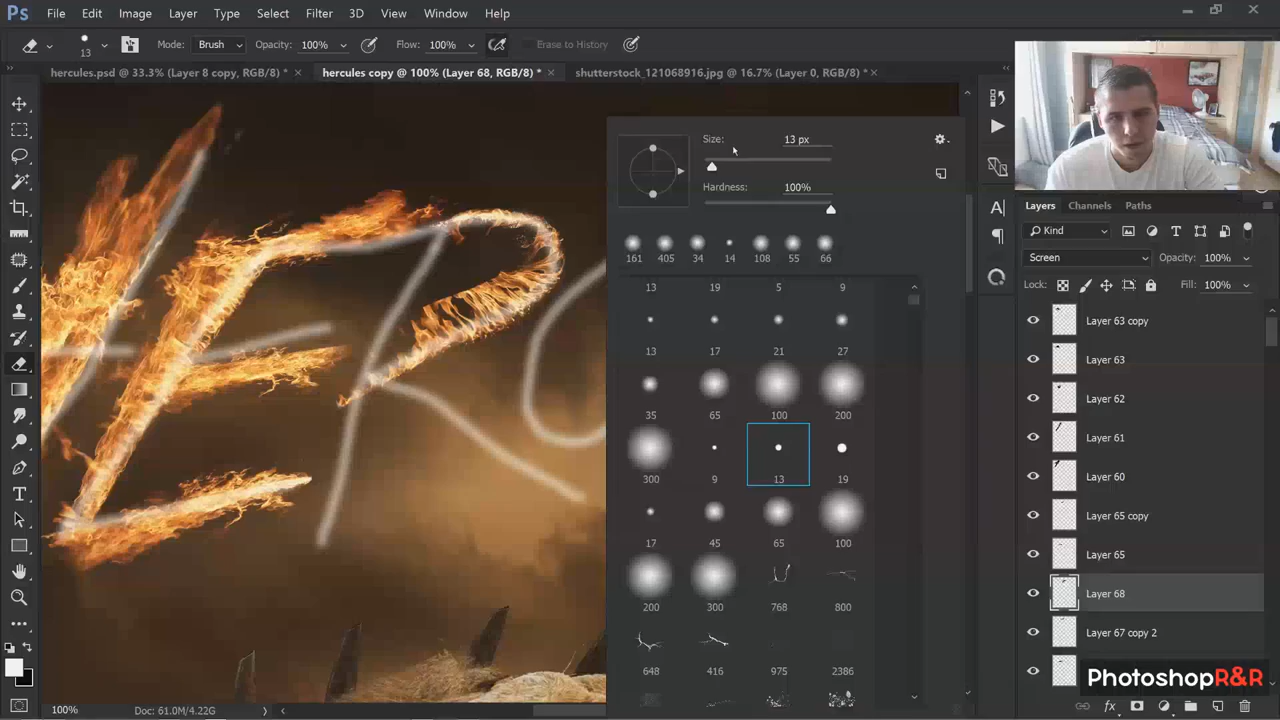 Ps File Edit Image Layer Type Select Filter 3D View Window Help
13 Mode: Brush Opacity: 100% Flow: 100% Erase to History
hercules.psd @ 33.3% (Layer 8 copy, RGB/8) * × hercules copy @ 100% (Layer 68, RGB/8) * × shutterstock_121068916.jpg @ 16.7% (Layer 0, RGB/8) * ×
HERO
Size: 13 px
Hardness: 100%
161 405 34 14 108 55 66
13 19 5 9
13 17 21 27
35 65 100 200
300 9 13 19
17 45 65 100
200 300 768 800
648 416 975 2386
Layers Channels Paths
Kind
Screen Opacity: 100%
Lock: Fill: 100%
Layer 63 copy
Layer 63
Layer 62
Layer 61
Layer 60
Layer 65 copy
Layer 65
Layer 68
Layer 67 copy 2
PhotoshopR&R
100% Doc: 61.0M/4.22G
fx